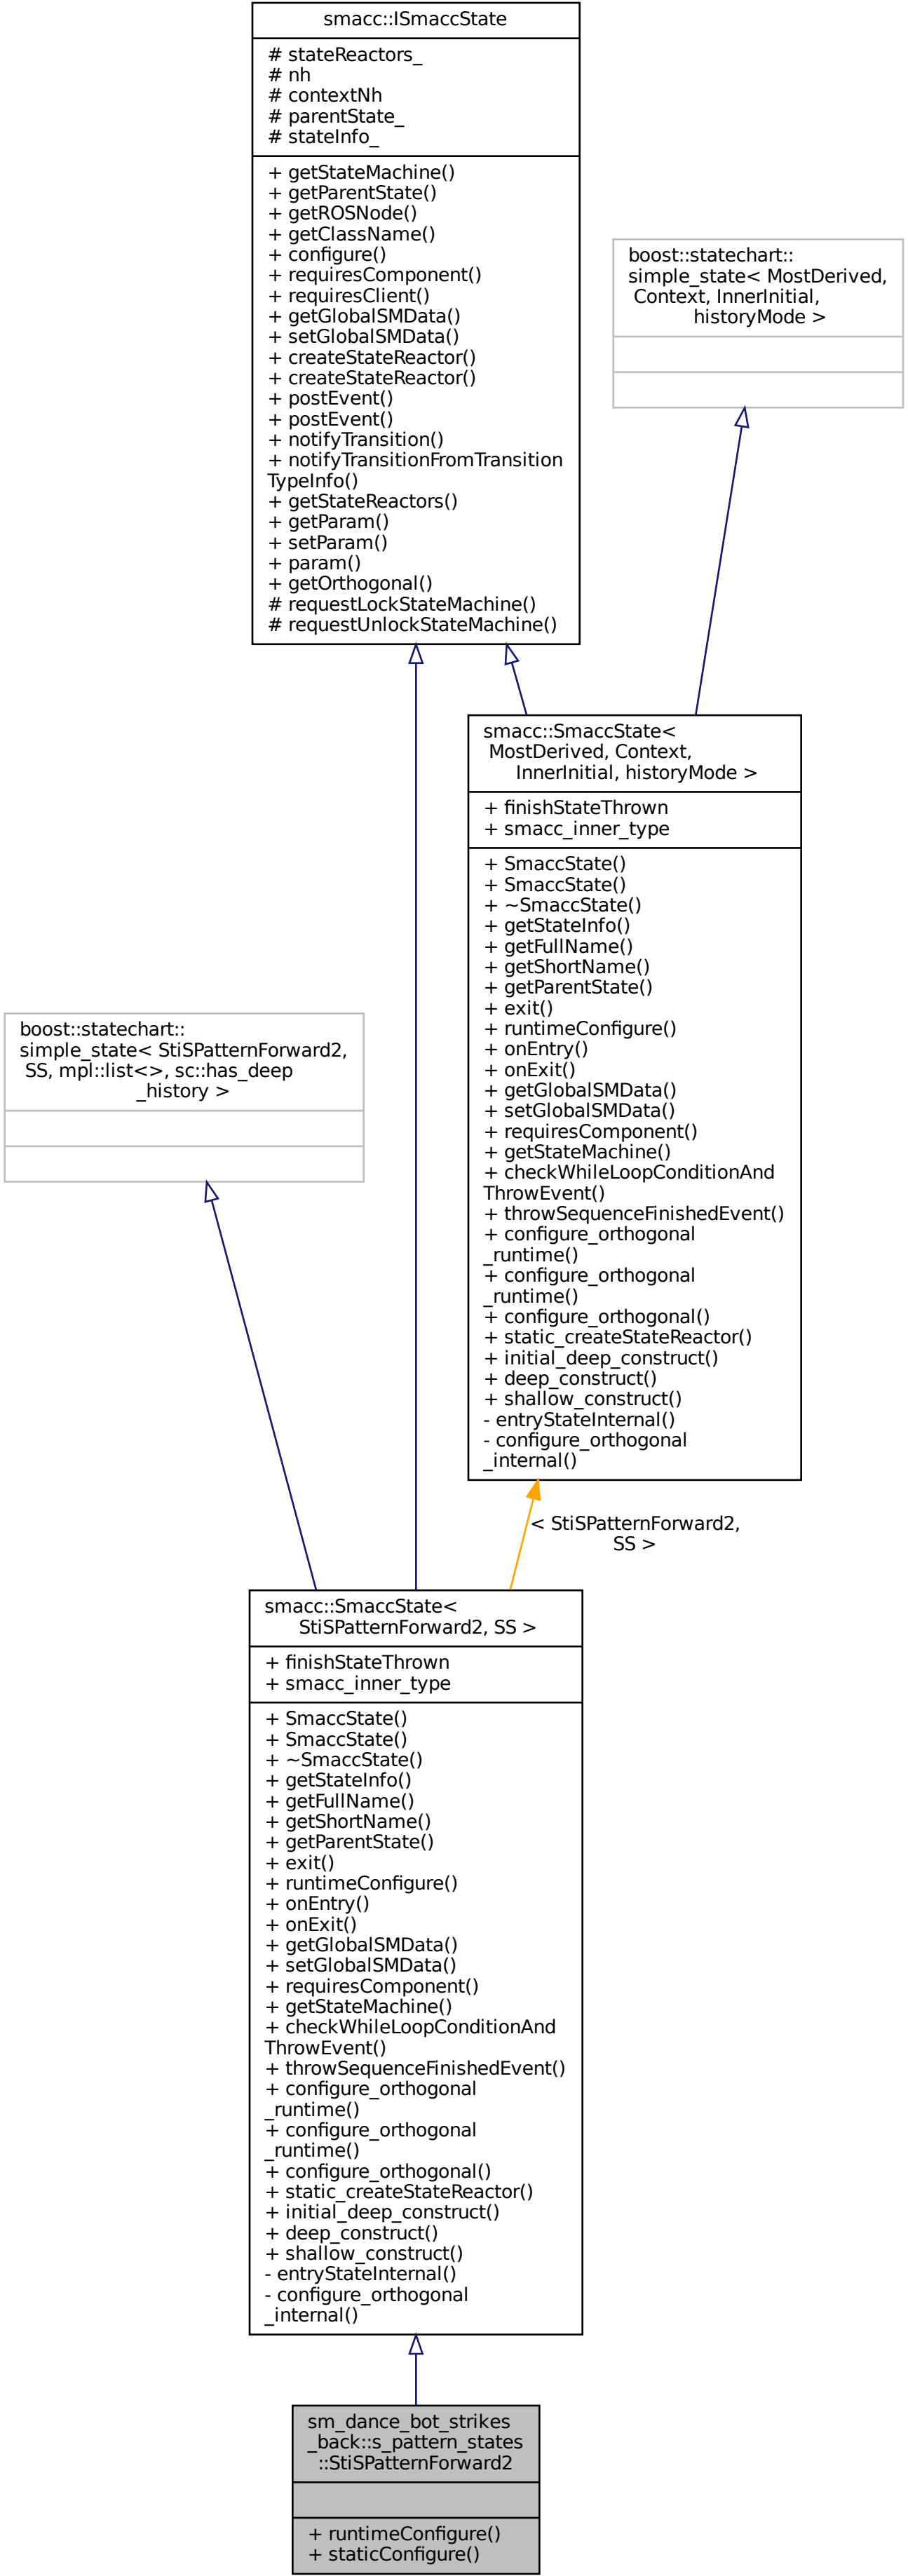 smacc::ISmaccState
# stateReactors_
# nh
# contextNh
# parentState_
# stateInfo_
+ getStateMachine()
+ getParentState()
+ getROSNode()
+ getClassName()
+ configure()
+ requiresComponent()
+ requiresClient()
+ getGlobalSMData()
+ setGlobalSMData()
+ createStateReactor()
+ createStateReactor()
+ postEvent()
+ postEvent()
+ notifyTransition()
+ notifyTransitionFromTransition
TypeInfo()
+ getStateReactors()
+ getParam()
+ setParam()
+ param()
+ getOrthogonal()
# requestLockStateMachine()
# requestUnlockStateMachine()
boost::statechart::
simple_state< MostDerived,
Context, InnerInitial,
historyMode >
smacc::SmaccState<
MostDerived, Context,
InnerInitial, historyMode >
+ finishStateThrown
+ smacc_inner_type
+ SmaccState()
+ SmaccState()
+ ~SmaccState()
+ getStateInfo()
+ getFullName()
+ getShortName()
+ getParentState()
+ exit()
+ runtimeConfigure()
+ onEntry()
+ onExit()
+ getGlobalSMData()
+ setGlobalSMData()
+ requiresComponent()
+ getStateMachine()
+ checkWhileLoopConditionAnd
ThrowEvent()
+ throwSequenceFinishedEvent()
+ configure_orthogonal
_runtime()
+ configure_orthogonal
_runtime()
+ configure_orthogonal()
+ static_createStateReactor()
+ initial_deep_construct()
+ deep_construct()
+ shallow_construct()
- entryStateInternal()
- configure_orthogonal
_internal()
boost::statechart::
simple_state< StiSPatternForward2,
SS, mpl::list<>, sc::has_deep
_history >
< StiSPatternForward2,
SS >
smacc::SmaccState<
StiSPatternForward2, SS >
+ finishStateThrown
+ smacc_inner_type
+ SmaccState()
+ SmaccState()
+ ~SmaccState()
+ getStateInfo()
+ getFullName()
+ getShortName()
+ getParentState()
+ exit()
+ runtimeConfigure()
+ onEntry()
+ onExit()
+ getGlobalSMData()
+ setGlobalSMData()
+ requiresComponent()
+ getStateMachine()
+ checkWhileLoopConditionAnd
ThrowEvent()
+ throwSequenceFinishedEvent()
+ configure_orthogonal
_runtime()
+ configure_orthogonal
_runtime()
+ configure_orthogonal()
+ static_createStateReactor()
+ initial_deep_construct()
+ deep_construct()
+ shallow_construct()
- entryStateInternal()
- configure_orthogonal
_internal()
sm_dance_bot_strikes
_back::s_pattern_states
::StiSPatternForward2
+ runtimeConfigure()
+ staticConfigure()